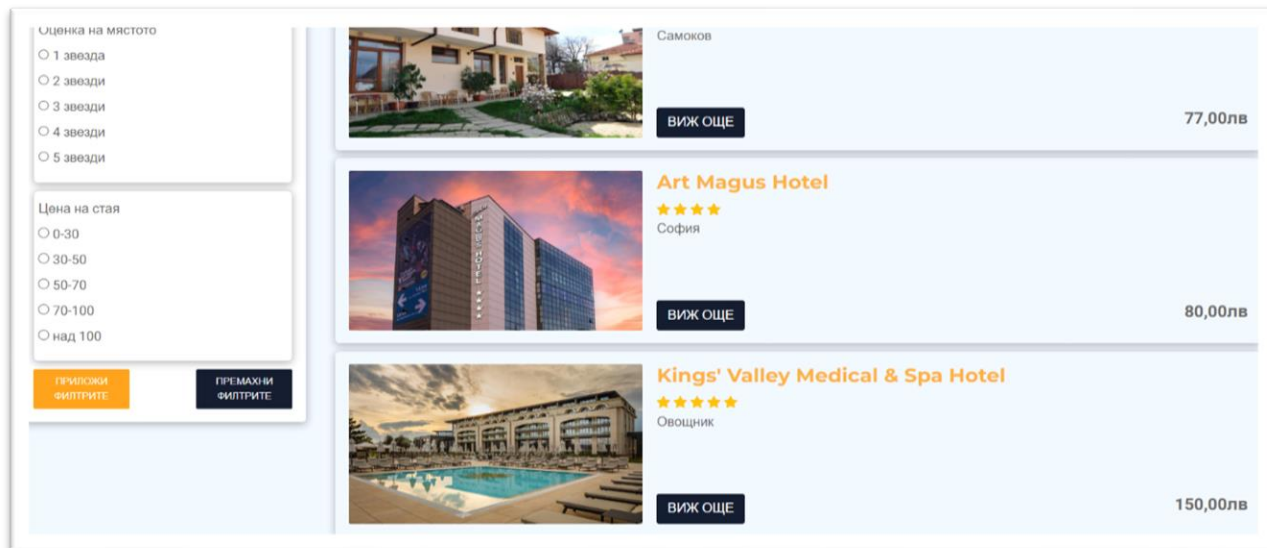 Оценка на мястото
1 звезда
2 звезди
3 звезди
4 звезди
5 звезди
Цена на стая
0-30
30-50
50-70
70-100
над 100
ПРИЛОЖИ
ФИЛТРИТЕ
ПРЕМАХНИ
ФИЛТРИТЕ
Самоков
ВИЖ ОЩЕ
77,00лв
Art Magus Hotel
София
MAGUS HOTEL
ВИЖ ОЩЕ
80,00лв
Kings' Valley Medical & Spa Hotel
Овощник
ВИЖ ОЩЕ
150,00лв